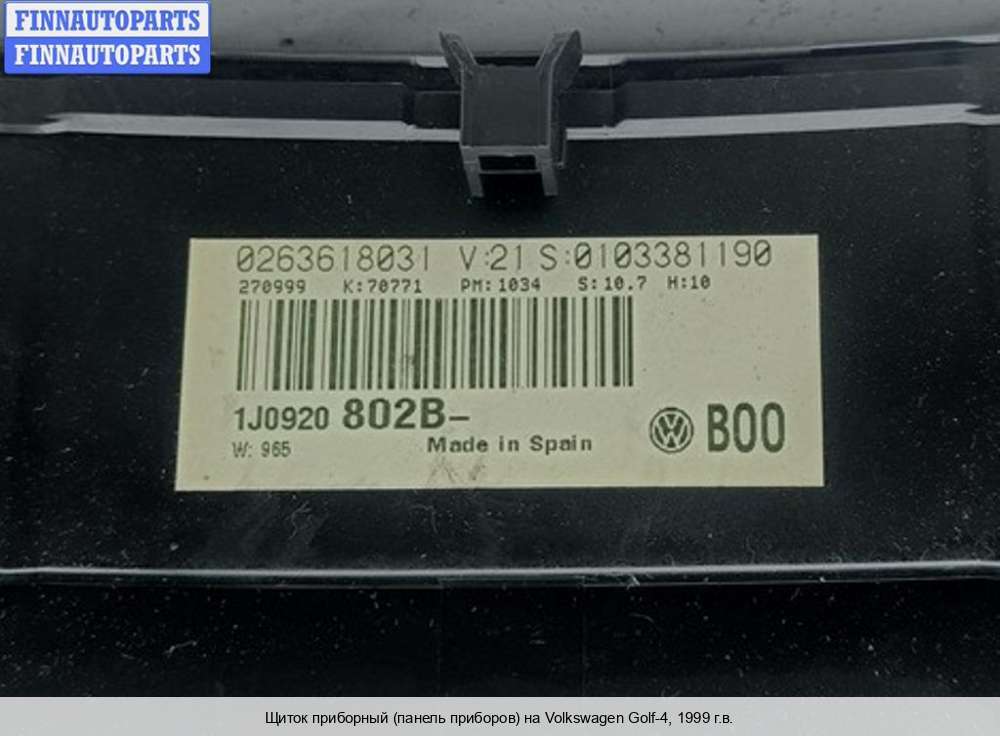 FINNAUTOPARTS
FINNAUTOPARTS
0263618031 V:21 S:0103381190
270999 K:70771 PM:1034 S:10.7 H:10
1J0920 802B-
W: 965 Made in Spain
B00
Щиток приборный (панель приборов) на Volkswagen Golf-4, 1999 г.в.